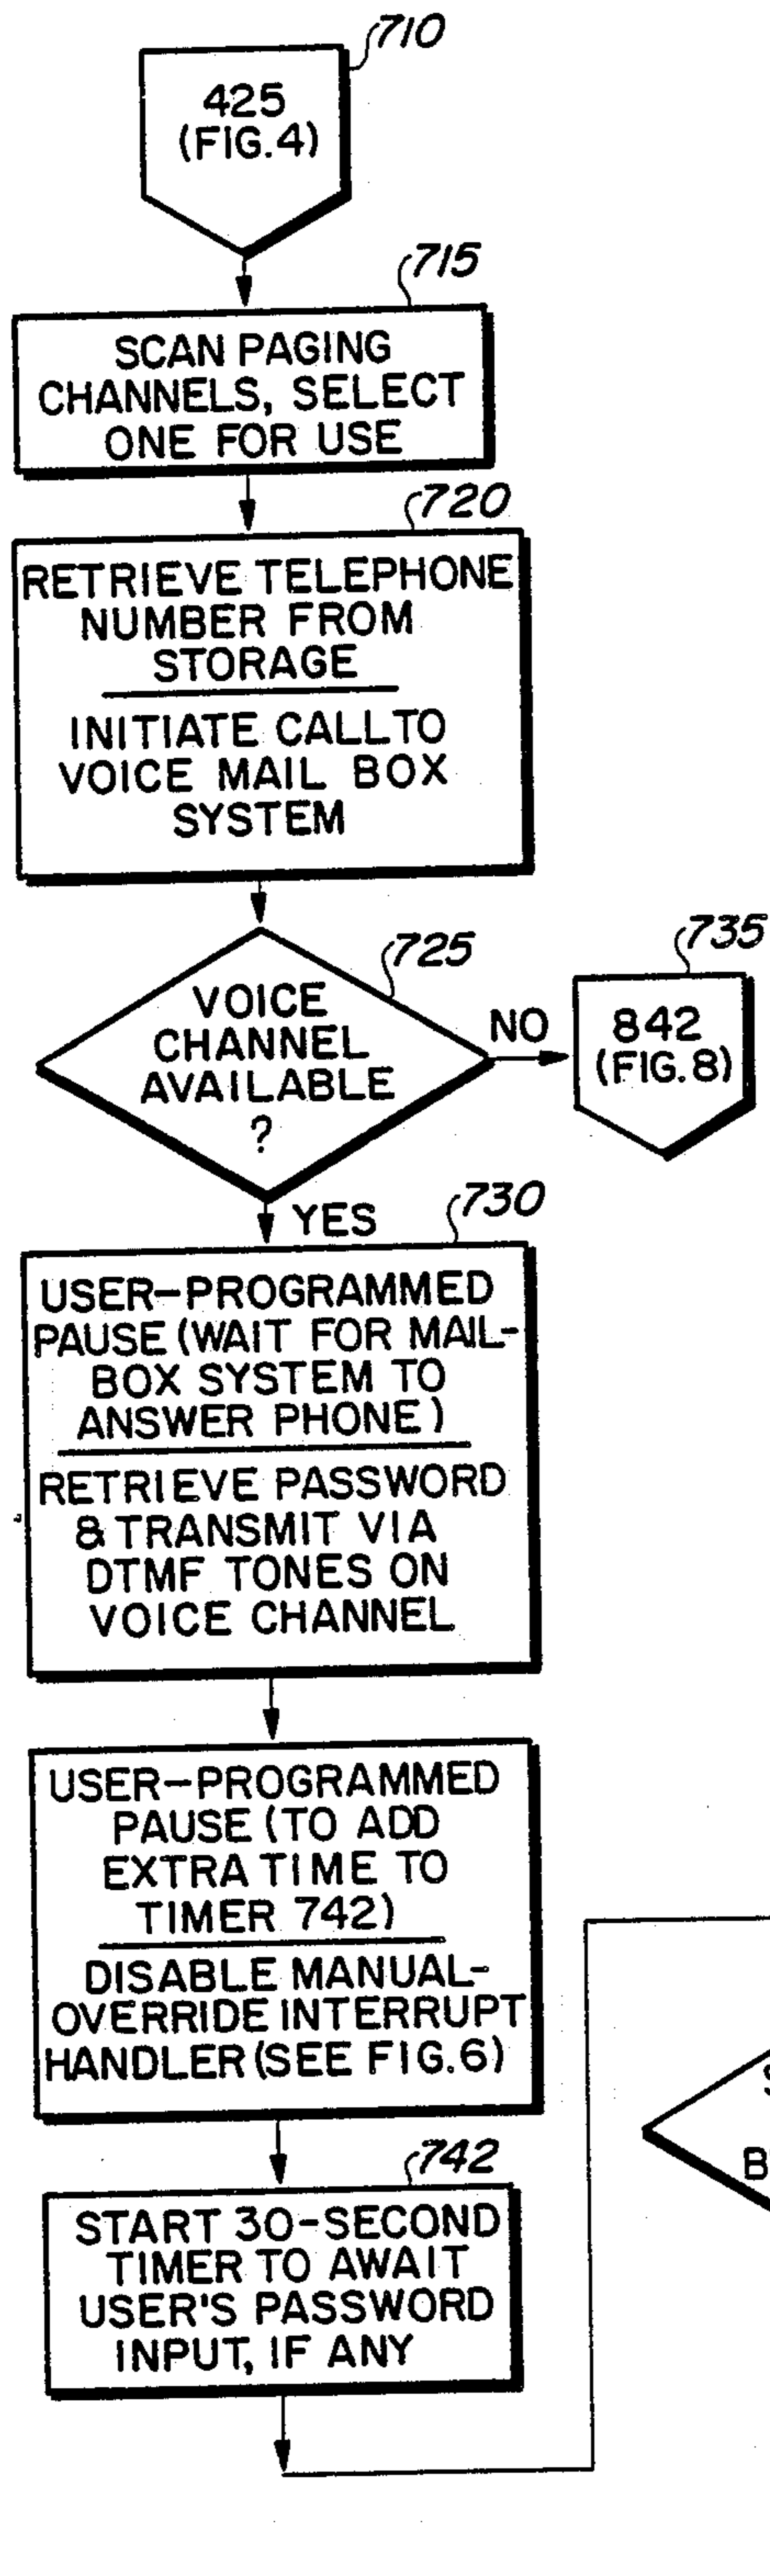 710
425
(FIG.4)
715
SCAN PAGING
CHANNELS, SELECT
ONE FOR USE
720
RETRIEVE TELEPHONE
NUMBER FROM
STORAGE
INITIATE CALL TO
VOICE MAIL BOX
SYSTEM
725
VOICE
CHANNEL
AVAILABLE
?
NO
735
842
(FIG.8)
YES
730
USER-PROGRAMMED
PAUSE (WAIT FOR MAIL-
BOX SYSTEM TO
ANSWER PHONE)
RETRIEVE PASSWORD
& TRANSMIT VIA
DTMF TONES ON
VOICE CHANNEL
USER-PROGRAMMED
PAUSE (TO ADD
EXTRA TIME TO
TIMER 742)
DISABLE MANUAL-
OVERRIDE INTERRUPT
HANDLER (SEE FIG.6)
742
START 30-SECOND
TIMER TO AWAIT
USER'S PASSWORD
INPUT, IF ANY